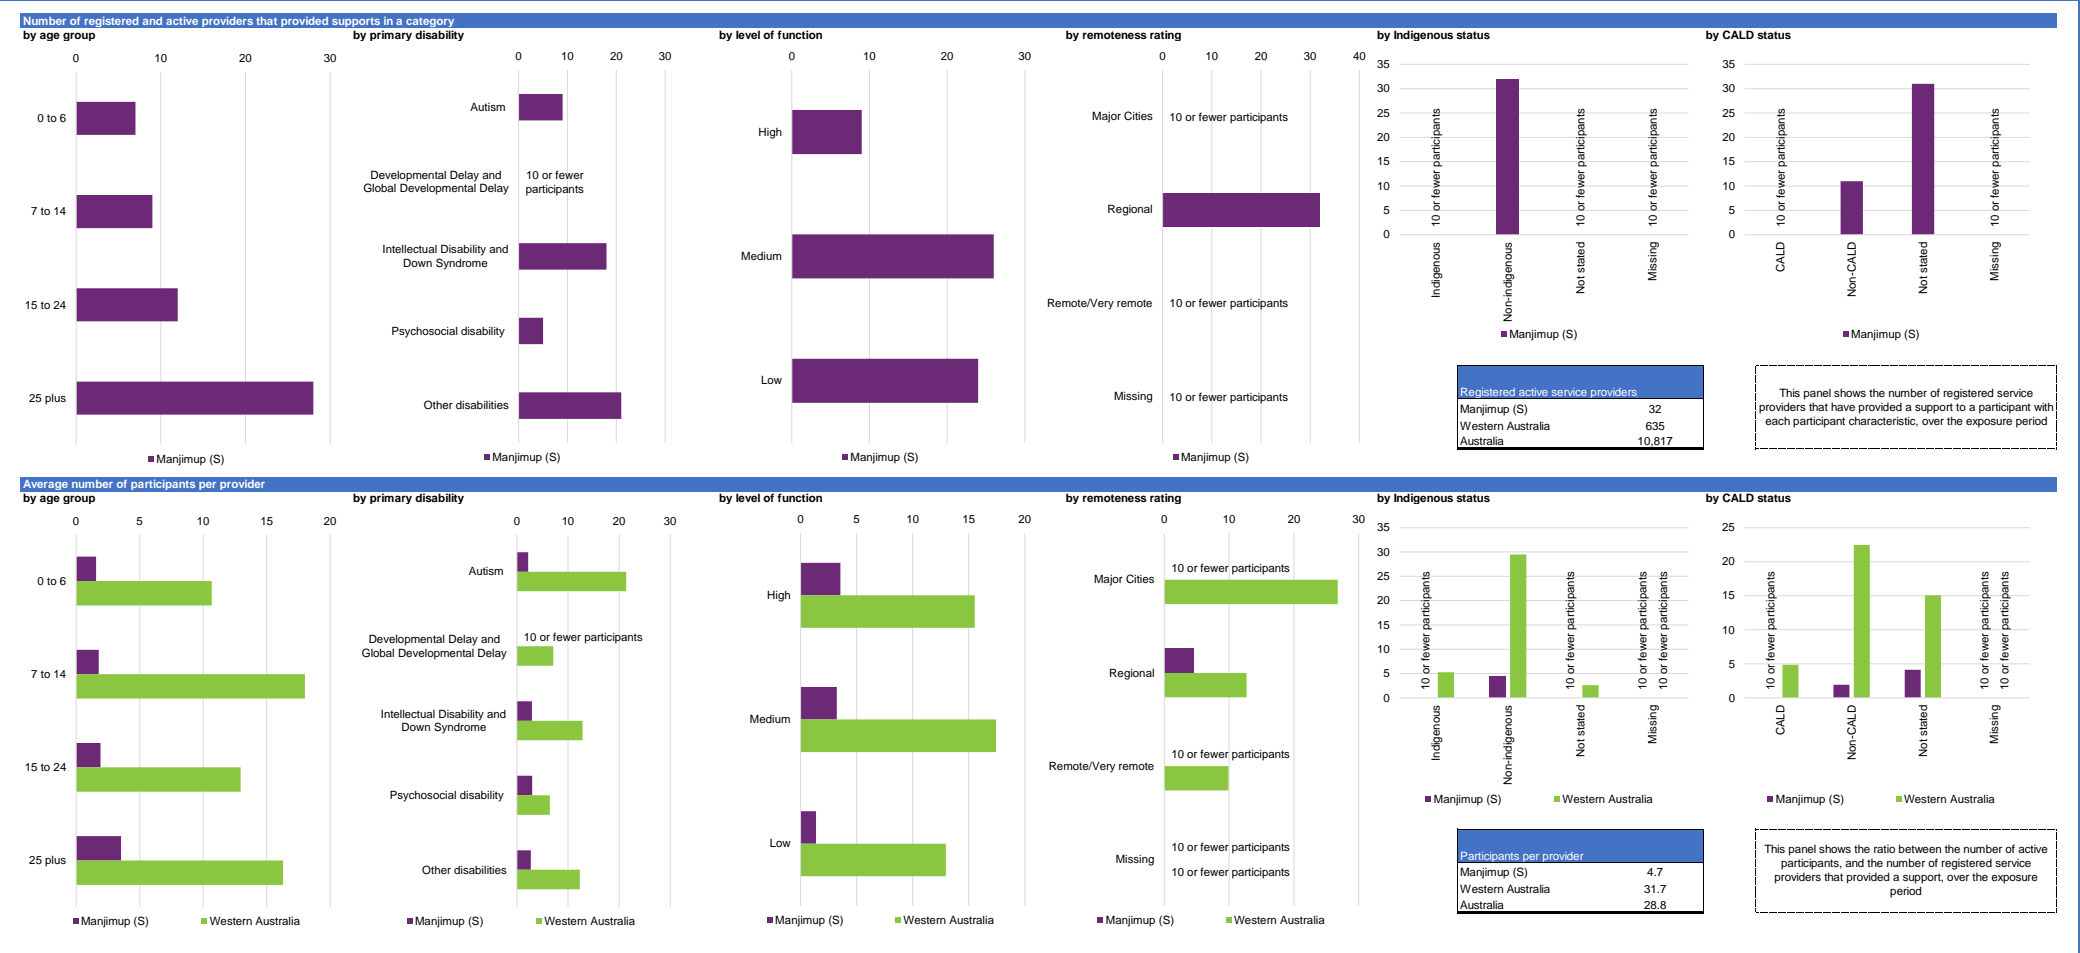 Number of registered and active providers that provided supports in a category
by age group
0 10 20 30
0 to 6
7 to 14
15 to 24
25 plus
Manjimup (S)
by primary disability
0 10 20 30
Autism
Developmental Delay and
Global Developmental Delay
10 or fewer
participants
Intellectual Disability and
Down Syndrome
Psychosocial disability
Other disabilities
Manjimup (S)
by level of function
0 10 20 30
High
Medium
Low
Manjimup (S)
by remoteness rating
0 10 20 30 40
Major Cities
10 or fewer participants
Regional
Remote/Very remote
10 or fewer participants
Missing
10 or fewer participants
Manjimup (S)
by Indigenous status
35
30
25
20
15
10
5
0
10 or fewer participants
10 or fewer participants
10 or fewer participants
Indigenous
Non-indigenous
Not stated
Missing
Manjimup (S)
by CALD status
35
30
25
20
15
10
5
0
10 or fewer participants
10 or fewer participants
CALD
Non-CALD
Not stated
Missing
Manjimup (S)
Registered active service providers
Manjimup (S) 32
Western Australia 635
Australia 10,817
This panel shows the number of registered service
providers that have provided a support to a participant with
each participant characteristic, over the exposure period
Average number of participants per provider
by age group
0 5 10 15 20
0 to 6
7 to 14
15 to 24
25 plus
Manjimup (S) Western Australia
by primary disability
0 10 20 30
Autism
Developmental Delay and
Global Developmental Delay
10 or fewer participants
Intellectual Disability and
Down Syndrome
Psychosocial disability
Other disabilities
Manjimup (S) Western Australia
by level of function
0 5 10 15 20
High
Medium
Low
Manjimup (S) Western Australia
by remoteness rating
0 10 20 30
Major Cities
10 or fewer participants
Regional
Remote/Very remote
10 or fewer participants
Missing
10 or fewer participants
10 or fewer participants
Manjimup (S) Western Australia
by Indigenous status
35
30
25
20
15
10
5
0
10 or fewer participants
10 or fewer participants
10 or fewer participants
10 or fewer participants
Indigenous
Non-indigenous
Not stated
Missing
Manjimup (S) Western Australia
by CALD status
25
20
15
10
5
0
10 or fewer participants
10 or fewer participants
10 or fewer participants
CALD
Non-CALD
Not stated
Missing
Manjimup (S) Western Australia
Participants per provider
Manjimup (S) 4.7
Western Australia 31.7
Australia 28.8
This panel shows the ratio between the number of active
participants, and the number of registered service
providers that provided a support, over the exposure
period